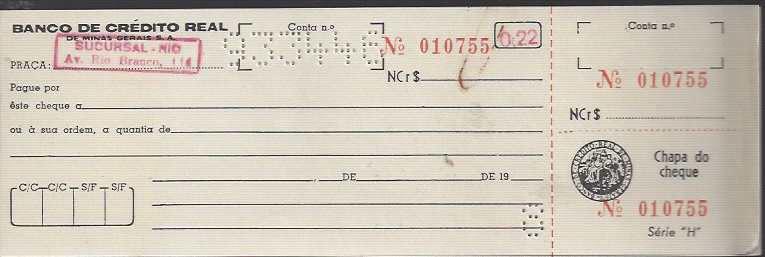 BANCO DE CRÉDITO REAL
DE MINAS GERAIS S. A.
SUCURSAL - RIO
Av. Rio Branco, 116
PRAÇA:
Conta n.º
933446
Nº 010755
0.22
NCr $
Pague por
êste cheque a
ou à sua ordem, a quantia de
DE DE 19
C/C C/C S/F S/F
Conta n.º
Nº 010755
NCr $
Chapa do
cheque
Nº 010755
Série "H"